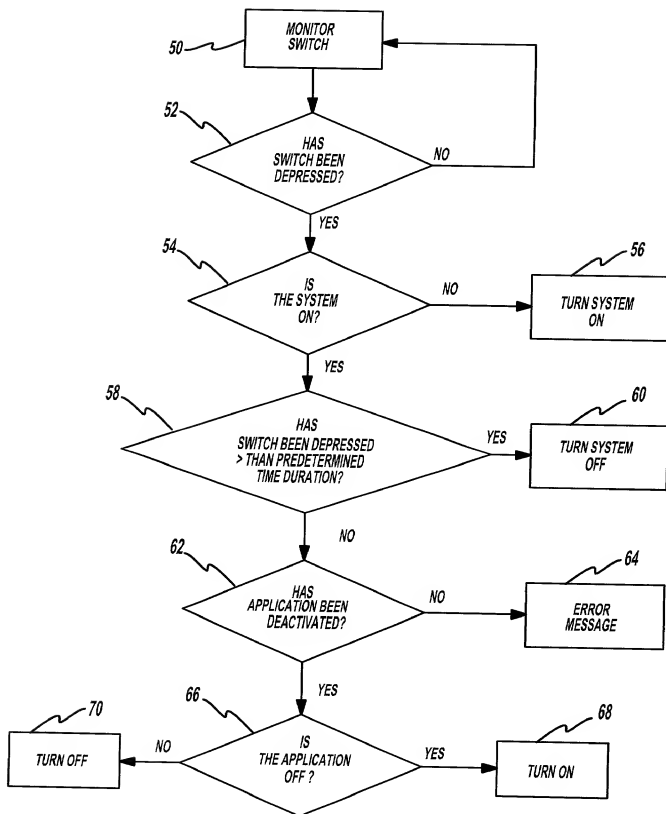 MONITOR
SWITCH
50
52
HAS
SWITCH BEEN
DEPRESSED?
NO
YES
54
IS
THE SYSTEM
ON?
NO
56
TURN SYSTEM
ON
YES
58
HAS
SWITCH BEEN DEPRESSED
> THAN PREDETERMINED
TIME DURATION?
YES
60
TURN SYSTEM
OFF
NO
62
HAS
APPLICATION BEEN
DEACTIVATED?
NO
64
ERROR
MESSAGE
YES
66
IS
THE APPLICATION
OFF ?
NO
70
TURN OFF
YES
68
TURN ON